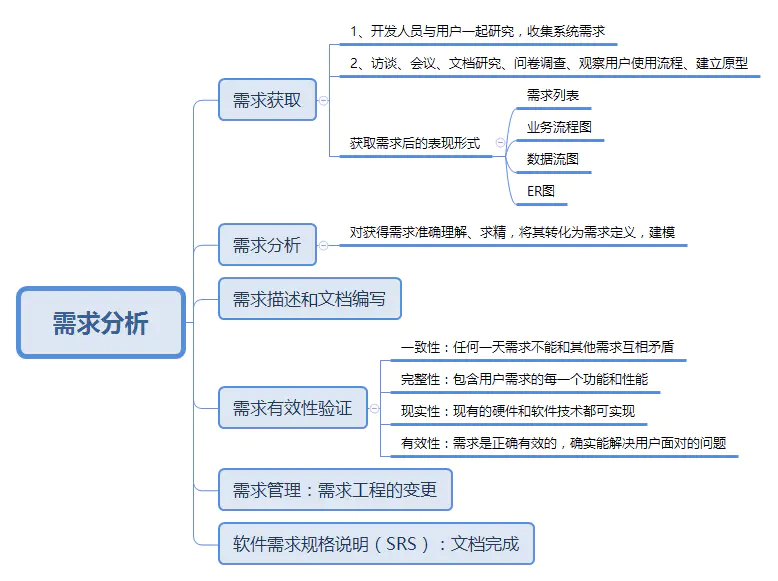 需求分析
需求获取
1、开发人员与用户一起研究，收集系统需求
2、访谈、会议、文档研究、问卷调查、观察用户使用流程、建立原型
获取需求后的表现形式
需求列表
业务流程图
数据流图
ER图
需求分析
对获得需求准确理解、求精，将其转化为需求定义，建模
需求描述和文档编写
需求有效性验证
一致性：任何一天需求不能和其他需求互相矛盾
完整性：包含用户需求的每一个功能和性能
现实性：现有的硬件和软件技术都可实现
有效性：需求是正确有效的，确实能解决用户面对的问题
需求管理：需求工程的变更
软件需求规格说明（SRS）：文档完成